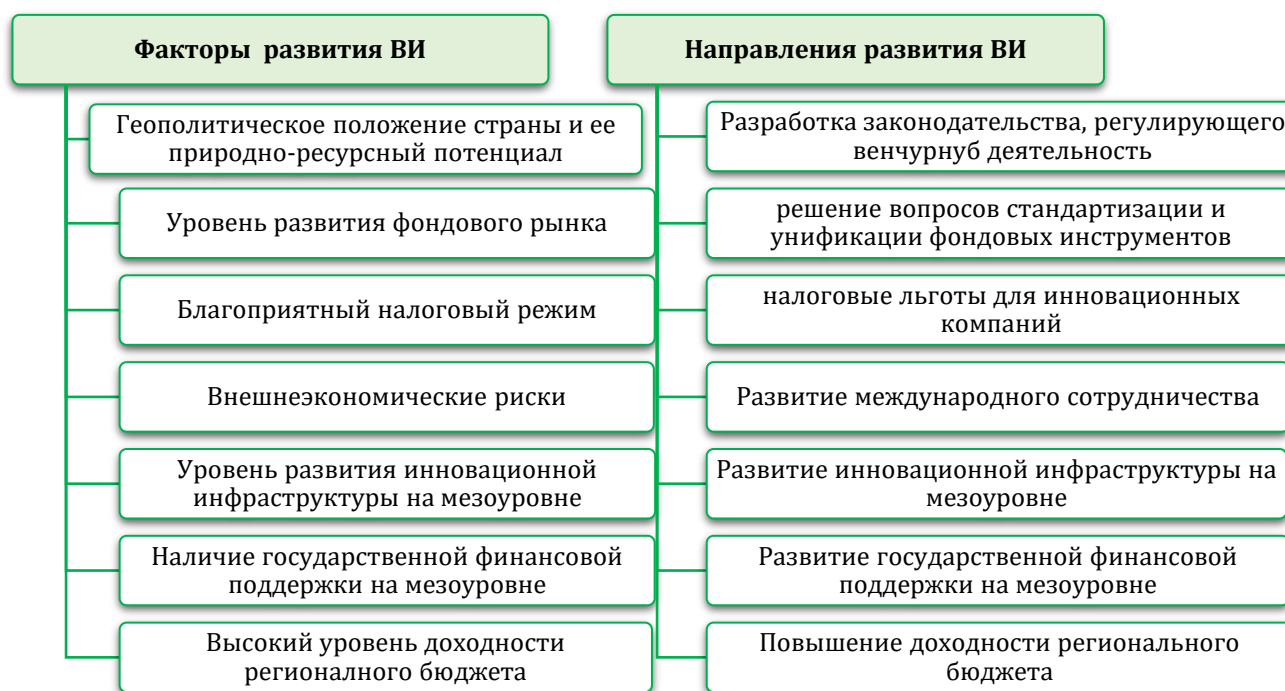 Факторы развития ВИ
Геополитическое положение страны и ее
природно-ресурсный потенциал
Уровень развития фондового рынка
Благоприятный налоговый режим
Внешнеэкономические риски
Уровень развития инновационной
инфраструктуры на мезоуровне
Наличие государственной финансовой
поддержки на мезоуровне
Высокий уровень доходности
регионалного бюджета
Направления развития ВИ
Разработка законодательства, регулирующего
венчурнуб деятельность
решение вопросов стандартизации и
унификации фондовых инструментов
налоговые льготы для инновационных
компаний
Развитие международного сотрудничества
Развитие инновационной инфраструктуры на
мезоуровне
Развитие государственной финансовой
поддержки на мезоуровне
Повышение доходности регионального
бюджета